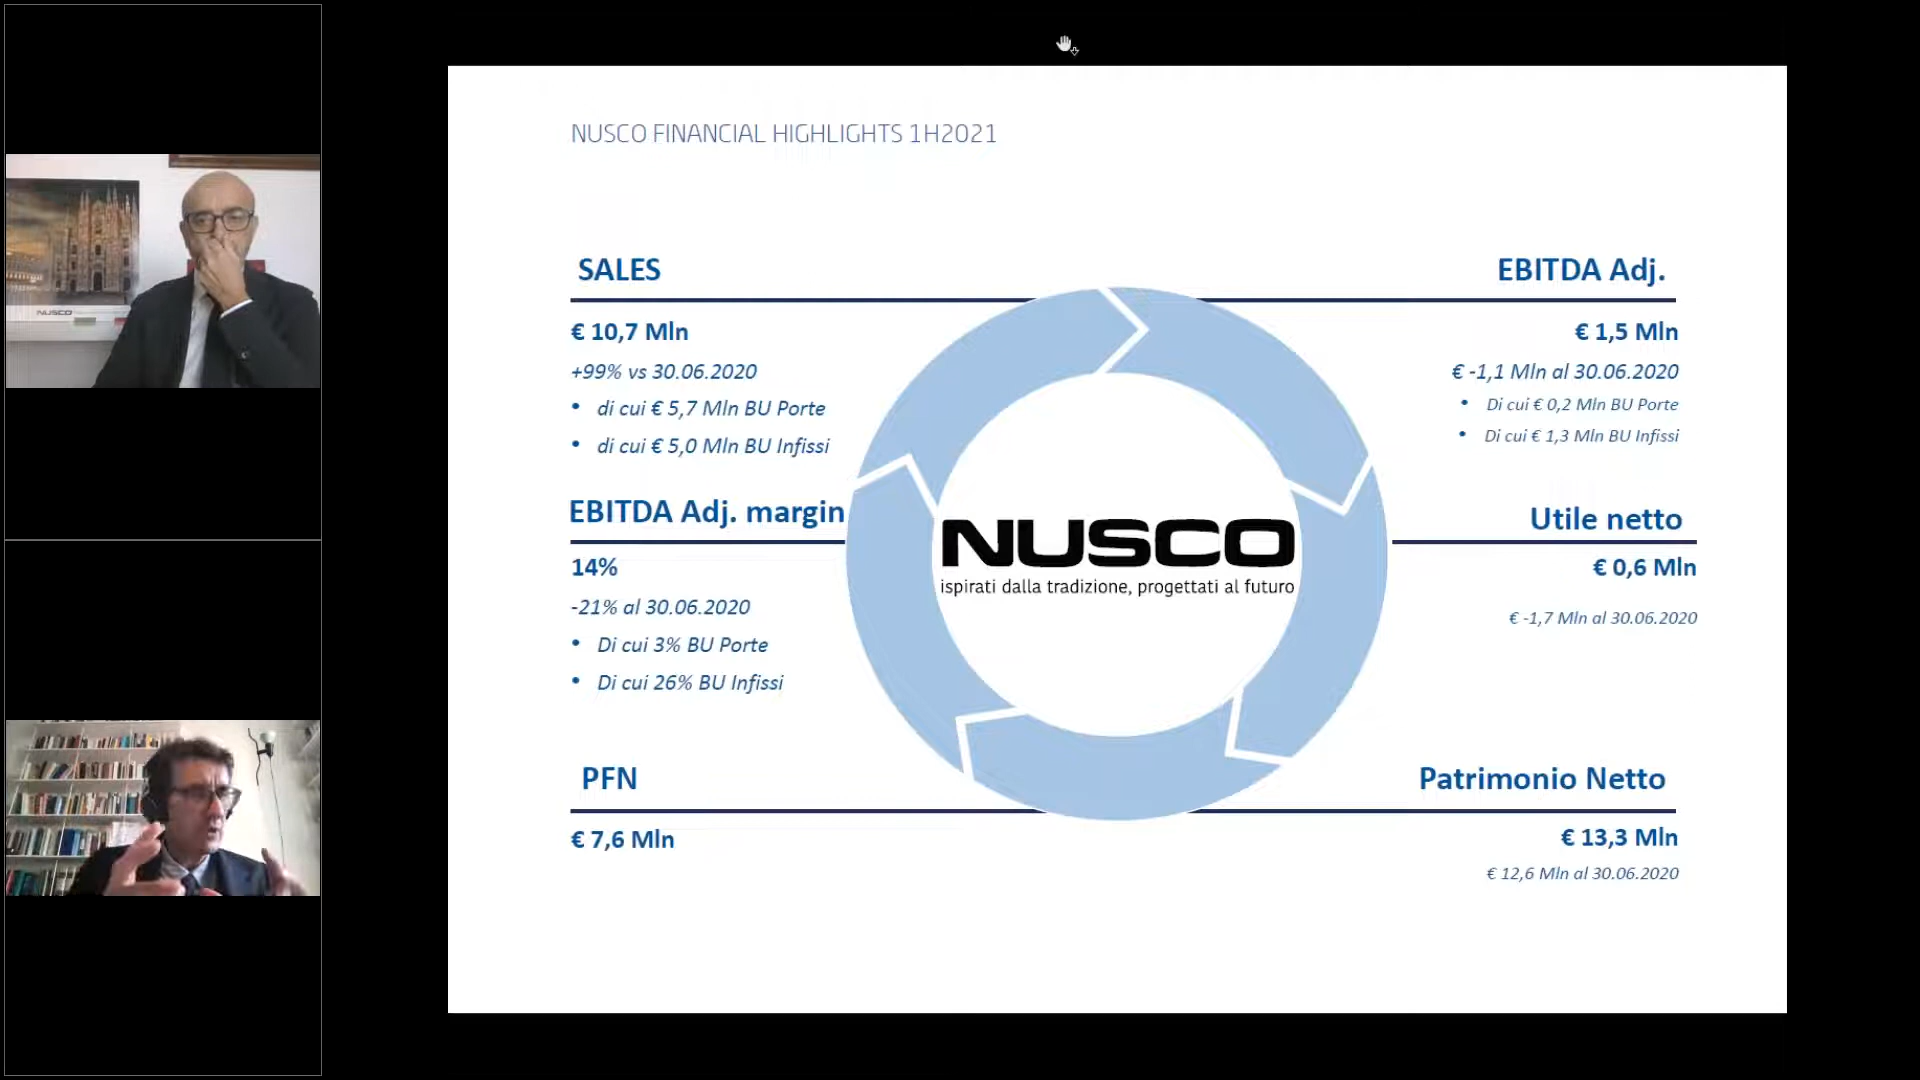 NUSCO FINANCIAL HIGHLIGHTS 1H2021
SALES
€ 10,7 Mln
+99% vs 30.06.2020
• di cui € 5,7 Mln BU Porte
• di cui € 5,0 Mln BU Infissi
EBITDA Adj.
€ 1,5 Mln
€ -1,1 Mln al 30.06.2020
• Di cui € 0,2 Mln BU Porte
• Di cui € 1,3 Mln BU Infissi
EBITDA Adj. margin
14%
-21% al 30.06.2020
• Di cui 3% BU Porte
• Di cui 26% BU Infissi
NUSCO
ispirati dalla tradizione, progettati al futuro
Utile netto
€ 0,6 Mln
€ -1,7 Mln al 30.06.2020
PFN
€ 7,6 Mln
Patrimonio Netto
€ 13,3 Mln
€ 12,6 Mln al 30.06.2020
NUSCO